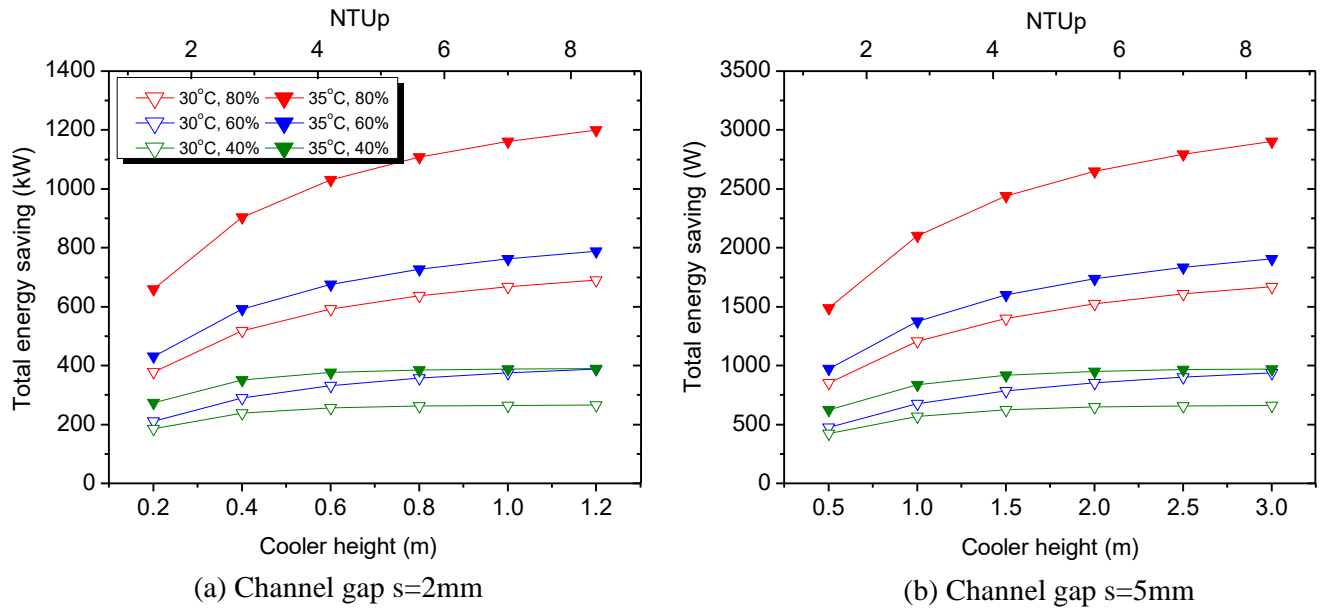 NTUp
2 4 6 8
1400
1200
1000
800
600
400
200
0
Total energy saving (kW)
30°C, 80% 35°C, 80%
30°C, 60% 35°C, 60%
30°C, 40% 35°C, 40%
0.2 0.4 0.6 0.8 1.0 1.2
Cooler height (m)
(a) Channel gap s=2mm
NTUp
2 4 6 8
3500
3000
2500
2000
1500
1000
500
0
Total energy saving (W)
0.5 1.0 1.5 2.0 2.5 3.0
Cooler height (m)
(b) Channel gap s=5mm